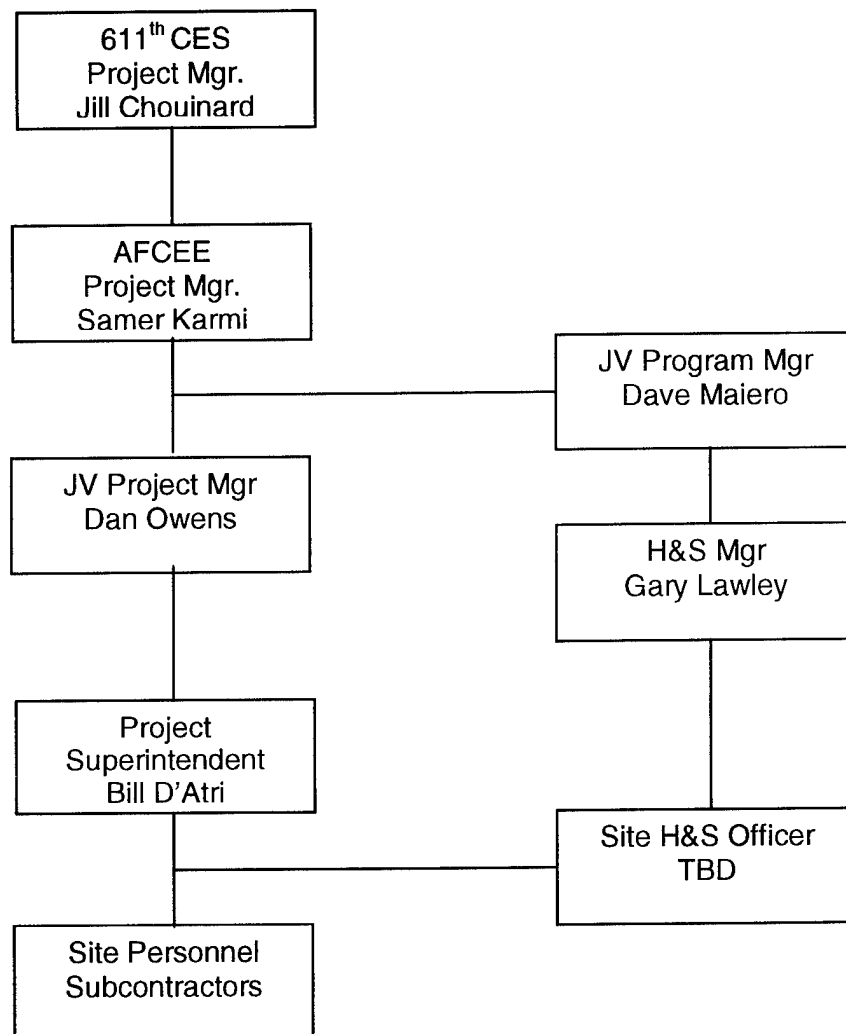 611th CES
Project Mgr.
Jill Chouinard
AFCEE
Project Mgr.
Samer Karmi
JV Program Mgr
Dave Maiero
JV Project Mgr
Dan Owens
H&S Mgr
Gary Lawley
Project
Superintendent
Bill D'Atri
Site H&S Officer
TBD
Site Personnel
Subcontractors